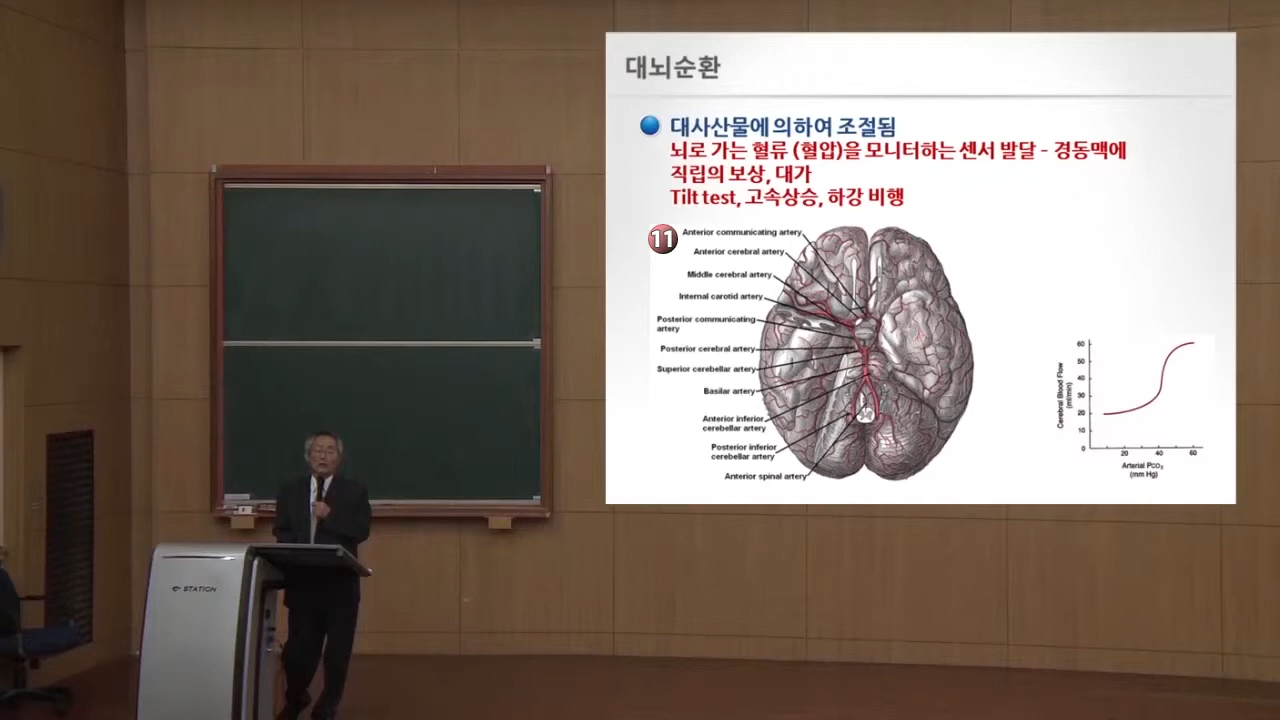 대뇌순환
대사산물에 의하여 조절됨
뇌로 가는 혈류 (혈압)을 모니터하는 센서 발달 - 경동맥에
직립의 보상, 대가
Tilt test, 고속상승, 하강 비행
11
Anterior communicating artery
Anterior cerebral artery
Middle cerebral artery
Internal carotid artery
Posterior communicating
artery
Posterior cerebral artery
Superior cerebellar artery
Basilar artery
Anterior inferior
cerebellar artery
Posterior inferior
cerebellar artery
Anterior spinal artery
Cerebral Blood Flow
(ml/min)
60
50
40
30
20
10
0
20 40 60
Arterial PCO₂
(mm Hg)
STATION